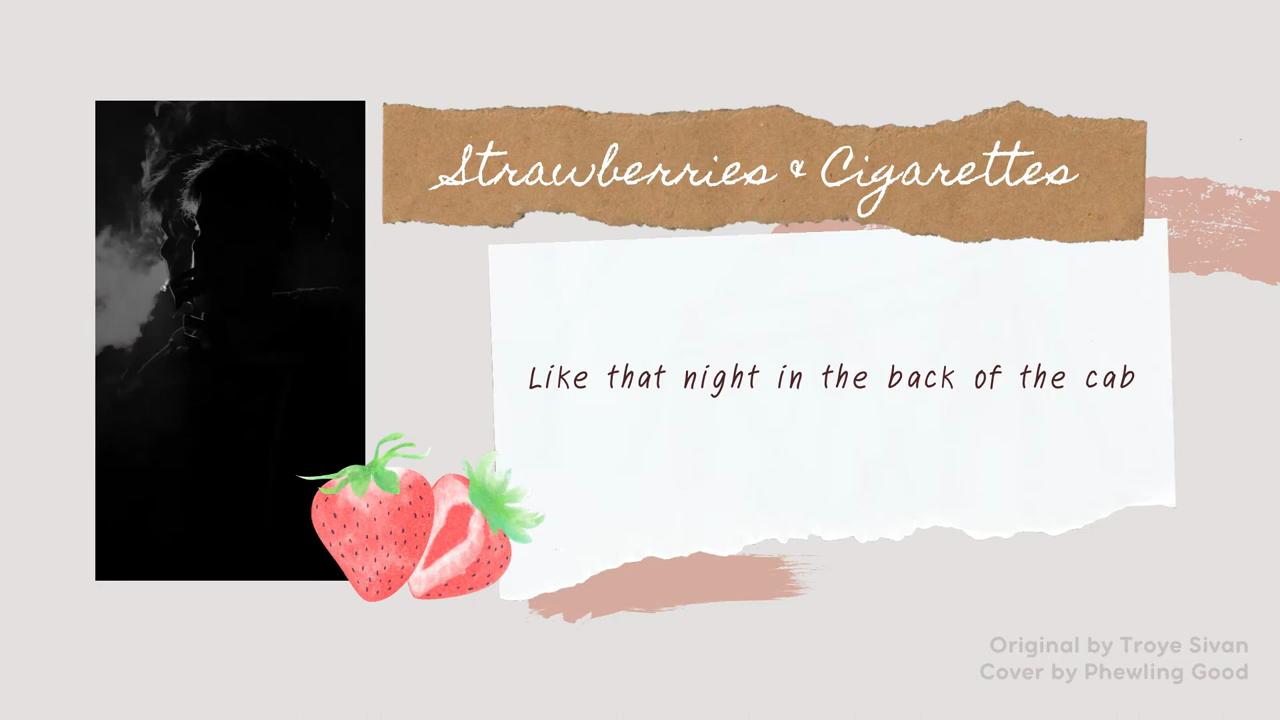 Strawberries & Cigarettes
Like that night in the back of the cab
Original by Troye Sivan
Cover by Phewling Good